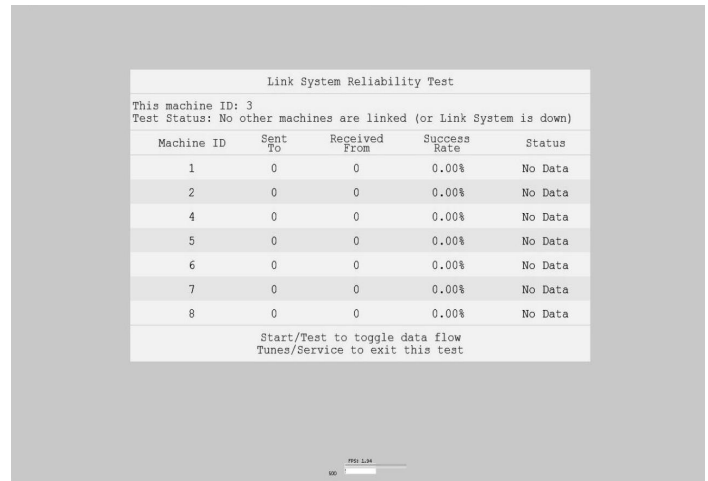 Link System Reliability Test
This machine ID: 3
Test Status: No other machines are linked (or Link System is down)
Machine ID Sent To Received From Success Rate Status
1 0 0 0.00% No Data
2 0 0 0.00% No Data
4 0 0 0.00% No Data
5 0 0 0.00% No Data
6 0 0 0.00% No Data
7 0 0 0.00% No Data
8 0 0 0.00% No Data
Start/Test to toggle data flow
Tunes/Service to exit this test
FPS: 1.04